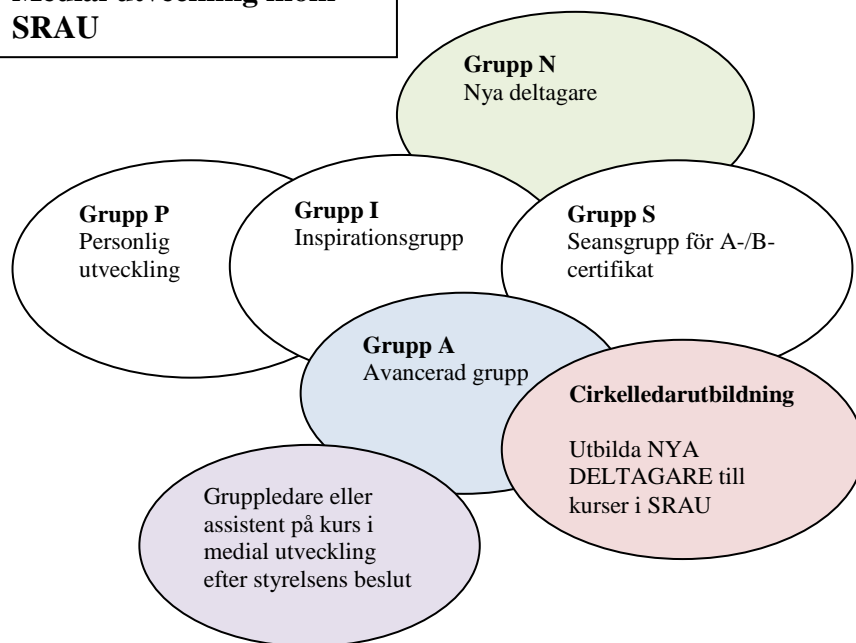 Medial utveckling inom
SRAU
Grupp N
Nya deltagare
Grupp P
Personlig
utveckling
Grupp I
Inspirationsgrupp
Grupp S
Seansgrupp för A-/B-
certifikat
Grupp A
Avancerad grupp
Cirkelledarutbildning
Utbilda NYA
DELTAGARE till
kurser i SRAU
Gruppledare eller
assistent på kurs i
medial utveckling
efter styrelsens beslut